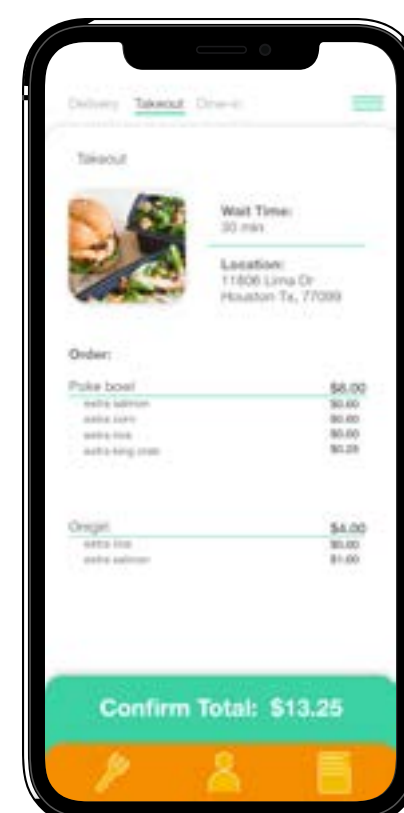 Delivery Takeout Dine-in
Takeout
Wait Time:
30 min
Location:
11806 Lima Dr
Houston Tx, 77099
Order:
Poke bowl $8.00
extra salmon $0.00
extra corn $0.00
extra rice $0.00
extra king crab $0.25
Onigiri $4.00
extra rice $0.00
extra salmon $1.00
Confirm Total: $13.25